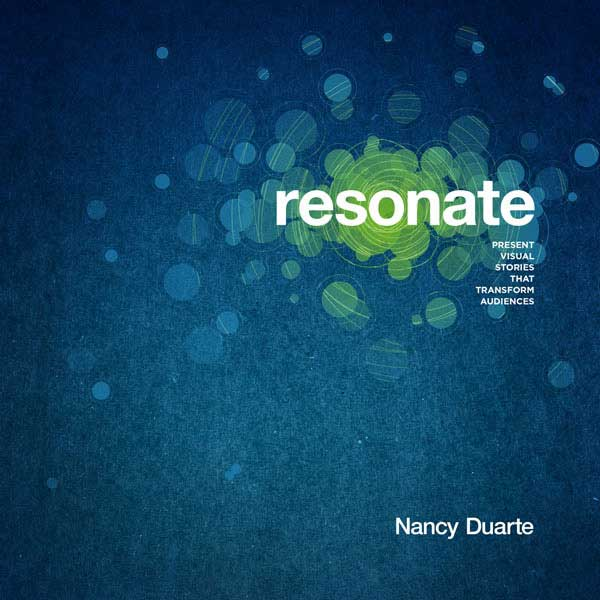 resonate
PRESENT
VISUAL
STORIES
THAT
TRANSFORM
AUDIENCES
Nancy Duarte